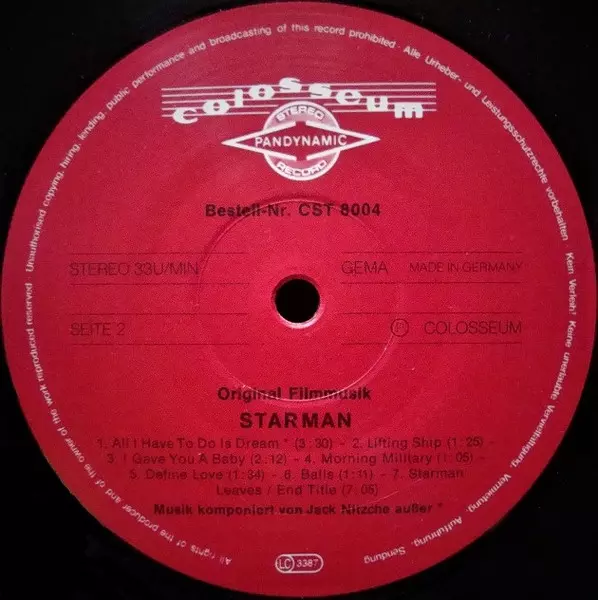 colosseum
STEREO
PANDYNAMIC
RECORD
Bestell-Nr. CST 8004
STEREO 33U/MIN
GEMA MADE IN GERMANY
SEITE 2
Ⓟ COLOSSEUM
Original Filmmusik
STARMAN
1. All I Have To Do Is Dream * (3:30) - 2. Lifting Ship (1:25) -
3. I Gave You A Baby (2:12) - 4. Morning Military (1:05) -
5. Define Love (1:34) - 6. Balls (1:11) - 7. Starman
Leaves / End Title (7:05)
Musik komponiert von Jack Nitzche außer *
LC 3387
All rights of the producer and of the owner of the work reproduced reserved Unauthorised copying, hiring, lending, public performance and broadcasting of this record prohibited · Alle Urheber- und Leistungsschutzrechte vorbehalten Kein Verleih! Keine unerlaubte Vervielfältigung, Vermietung, Aufführung, Sendung